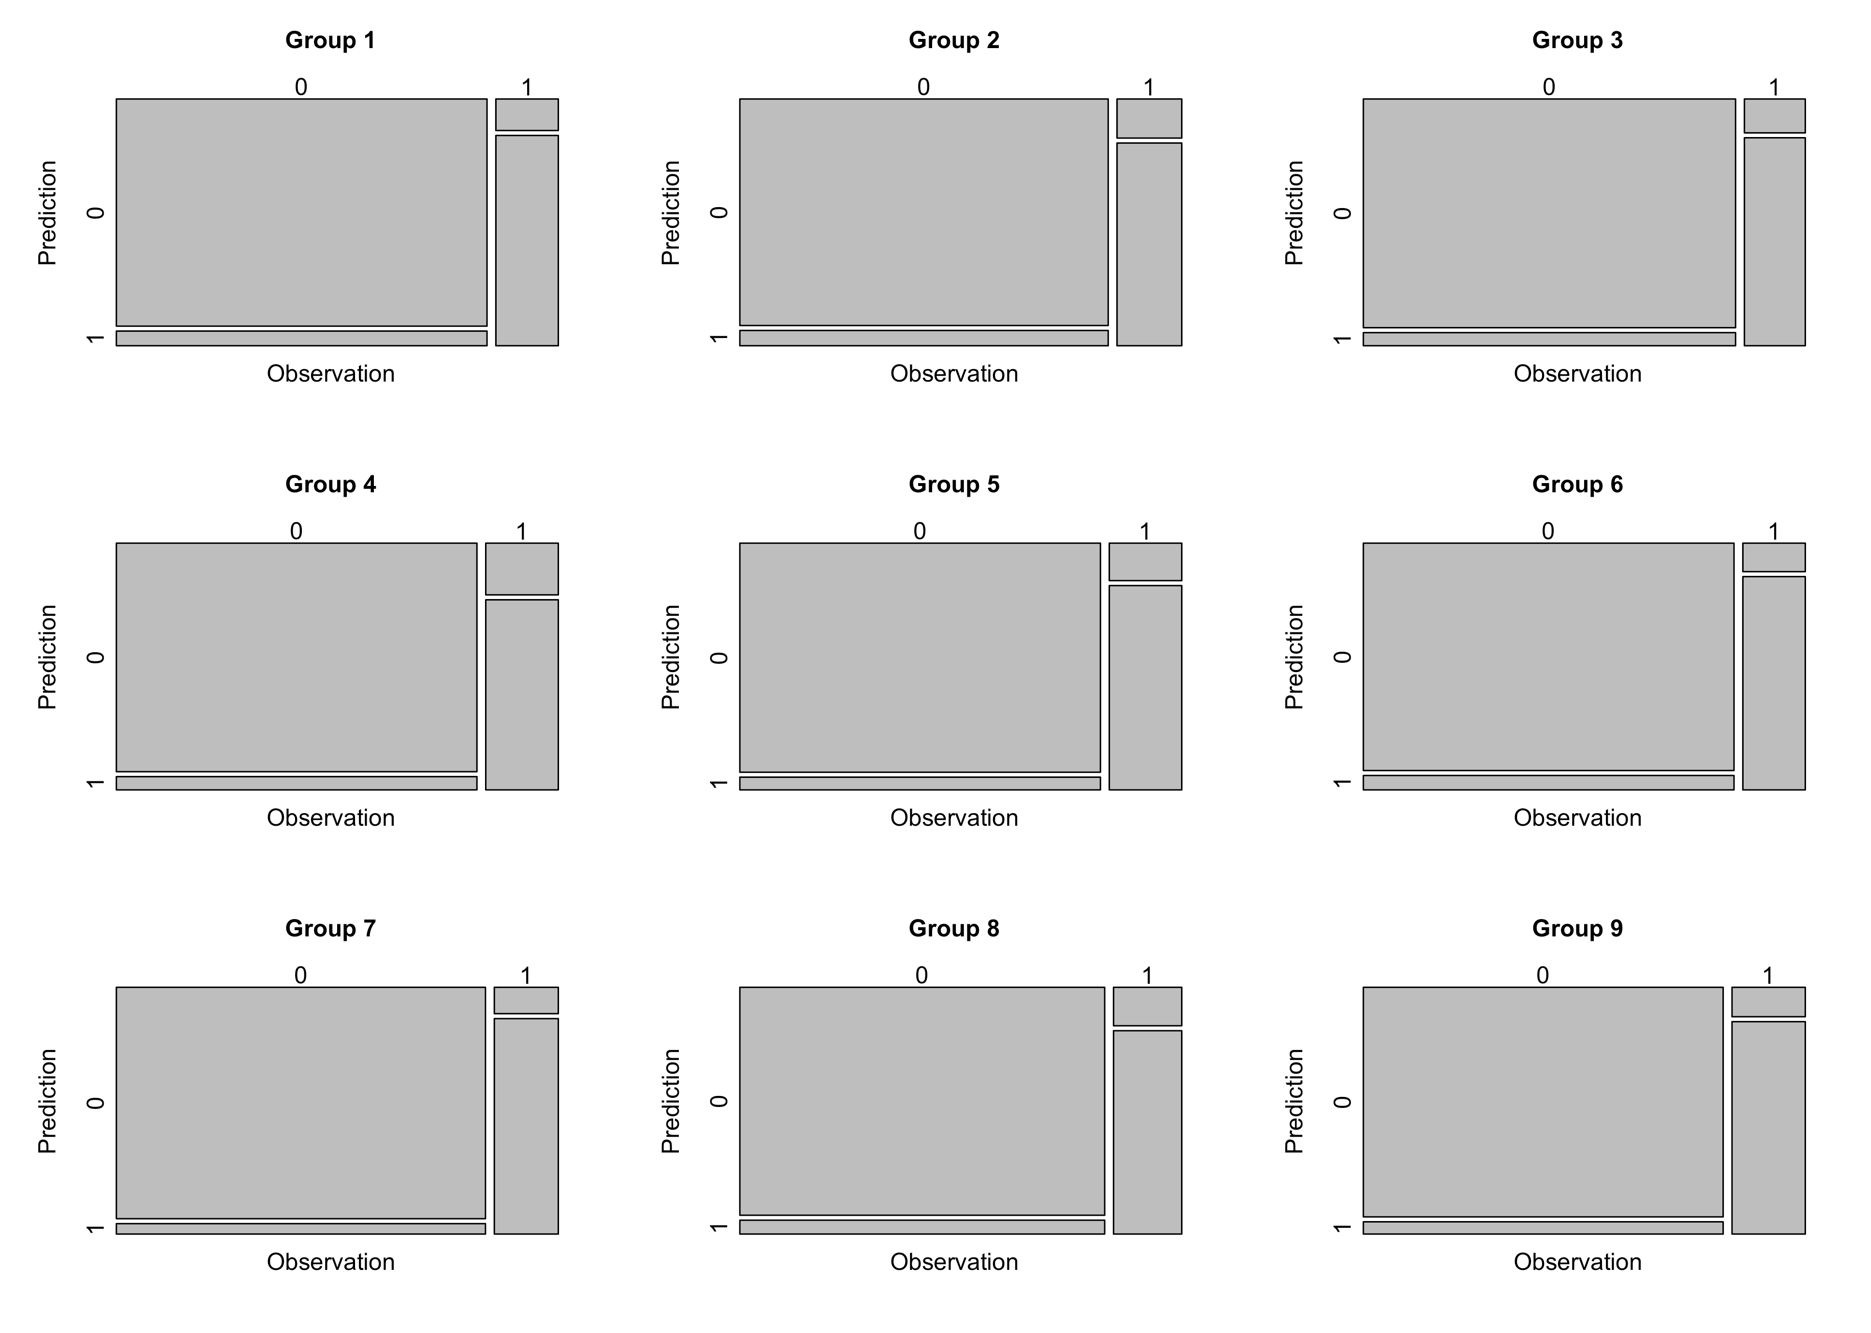 Group 1
0 1
Prediction
0
1
Observation
Group 2
0 1
Prediction
0
1
Observation
Group 3
0 1
Prediction
0
1
Observation
Group 4
0 1
Prediction
0
1
Observation
Group 5
0 1
Prediction
0
1
Observation
Group 6
0 1
Prediction
0
1
Observation
Group 7
0 1
Prediction
0
1
Observation
Group 8
0 1
Prediction
0
1
Observation
Group 9
0 1
Prediction
0
1
Observation